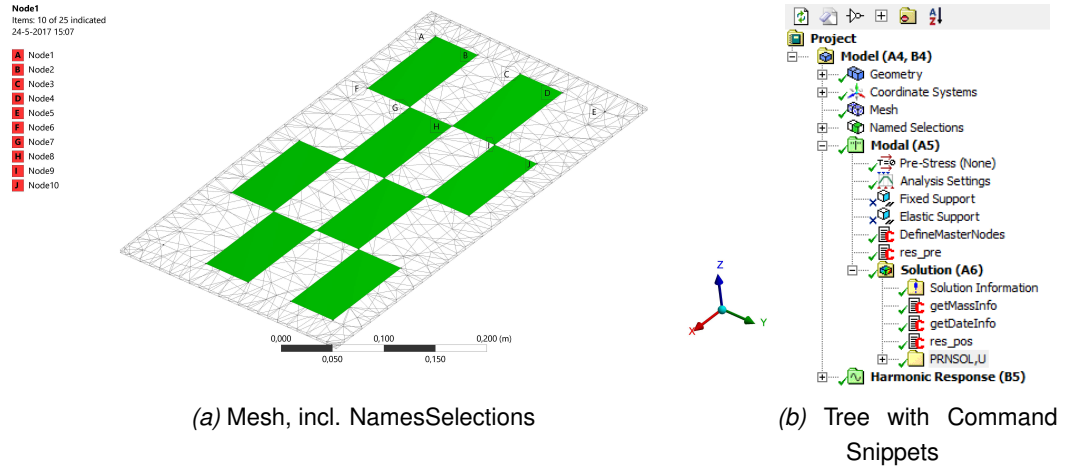 Node1
Items: 10 of 25 indicated
24-5-2017 15:07
A Node1
B Node2
C Node3
D Node4
E Node5
F Node6
G Node7
H Node8
I Node9
J Node10
A
B
C
D
E
F
G
H
I
J
0,000
0,100
0,200 (m)
0,050
0,150
Z
X
Y
(a) Mesh, incl. NamesSelections
Project
Model (A4, B4)
Geometry
Coordinate Systems
Mesh
Named Selections
Modal (A5)
T=0 Pre-Stress (None)
Analysis Settings
Fixed Support
Elastic Support
DefineMasterNodes
res_pre
Solution (A6)
Solution Information
getMassInfo
getDateInfo
res_pos
PRNSOL,U
Harmonic Response (B5)
(b) Tree with Command
Snippets